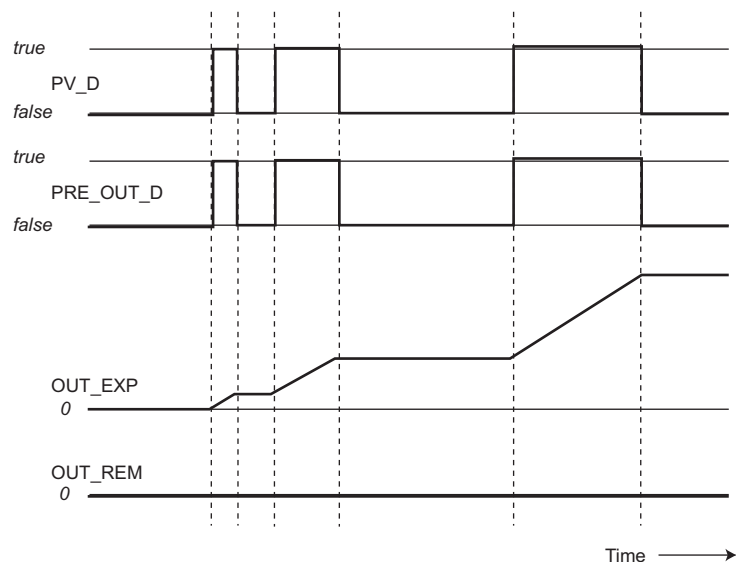 true
PV_D
false
true
PRE_OUT_D
false
OUT_EXP
0
OUT_REM
0
Time